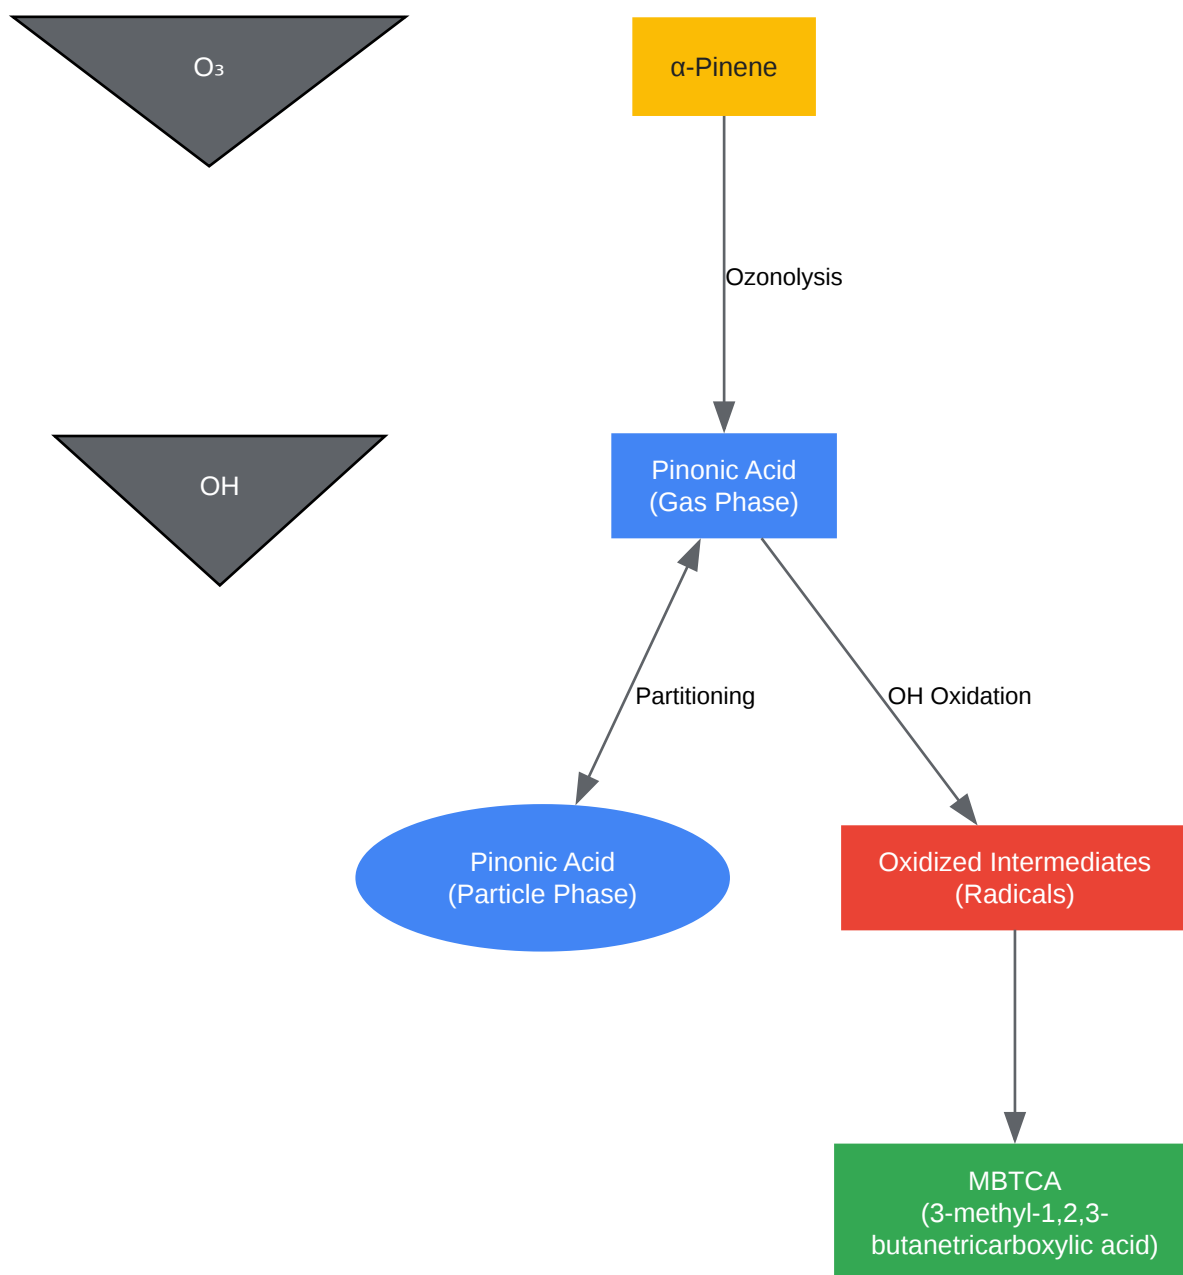 O₃
α-Pinene
Ozonolysis
OH
Pinonic Acid
(Gas Phase)
Partitioning
OH Oxidation
Pinonic Acid
(Particle Phase)
Oxidized Intermediates
(Radicals)
MBTCA
(3-methyl-1,2,3-
butanetricarboxylic acid)